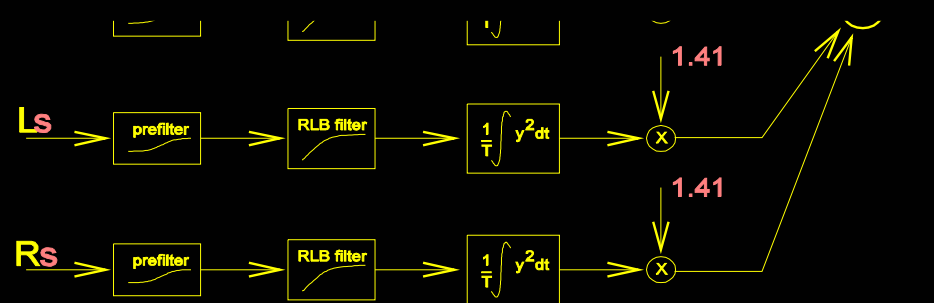 1.41
Ls
prefilter
RLB filter
1/T ∫ y²dt
X
1.41
Rs
prefilter
RLB filter
1/T ∫ y²dt
X